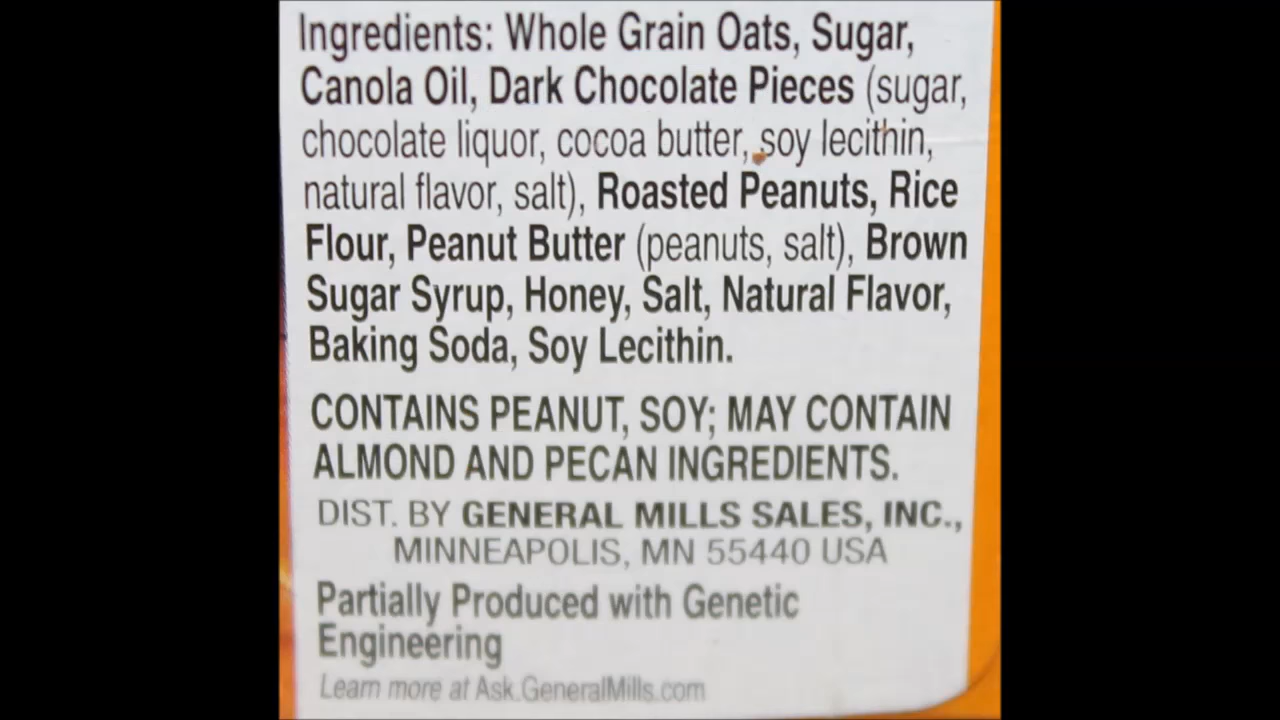 Ingredients: Whole Grain Oats, Sugar,
Canola Oil, Dark Chocolate Pieces (sugar,
chocolate liquor, cocoa butter, soy lecithin,
natural flavor, salt), Roasted Peanuts, Rice
Flour, Peanut Butter (peanuts, salt), Brown
Sugar Syrup, Honey, Salt, Natural Flavor,
Baking Soda, Soy Lecithin.
CONTAINS PEANUT, SOY; MAY CONTAIN
ALMOND AND PECAN INGREDIENTS.
DIST. BY GENERAL MILLS SALES, INC.,
MINNEAPOLIS, MN 55440 USA
Partially Produced with Genetic
Engineering
Learn more at Ask.GeneralMills.com